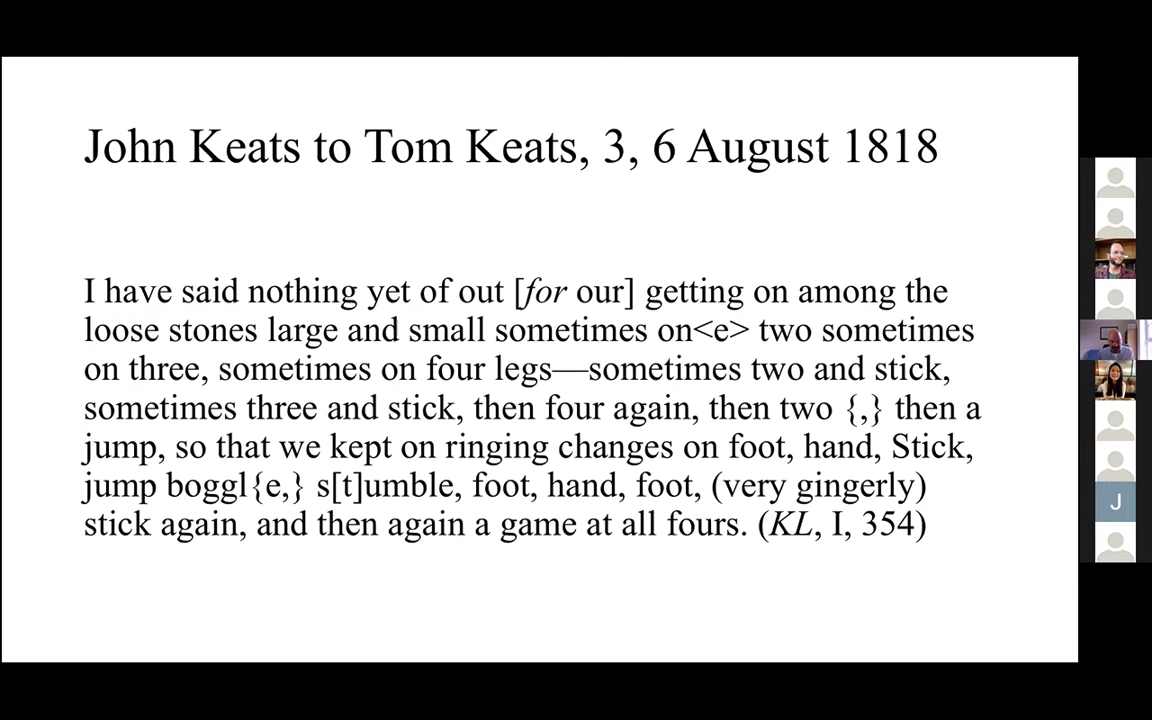 John Keats to Tom Keats, 3, 6 August 1818
I have said nothing yet of out [for our] getting on among the
loose stones large and small sometimes on<e> two sometimes
on three, sometimes on four legs—sometimes two and stick,
sometimes three and stick, then four again, then two {,} then a
jump, so that we kept on ringing changes on foot, hand, Stick,
jump boggl{e,} s[t]umble, foot, hand, foot, (very gingerly)
stick again, and then again a game at all fours. (KL, I, 354)
J